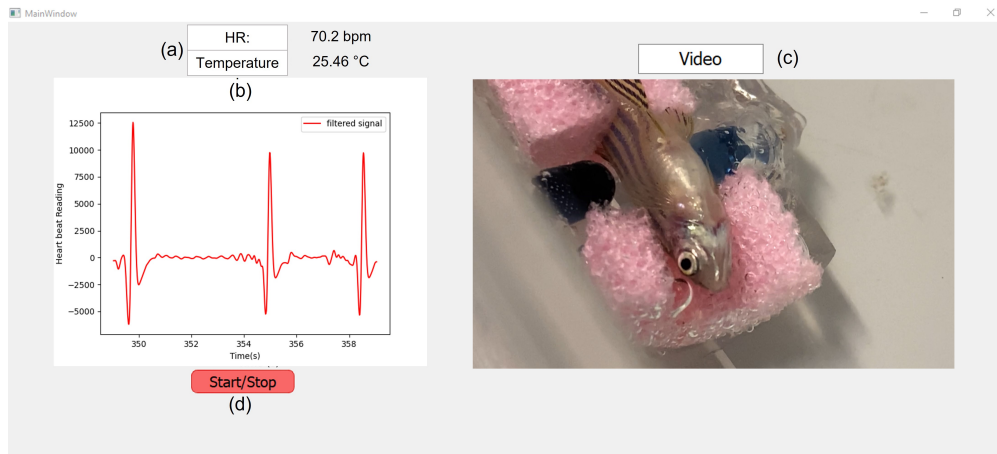 MainWindow
(a)
HR: 70.2 bpm
Temperature 25.46 °C
(b)
filtered signal
Heart beat Reading
12500
10000
7500
5000
2500
0
−2500
−5000
350 352 354 356 358
Time(s)
Start/Stop
(d)
Video (c)